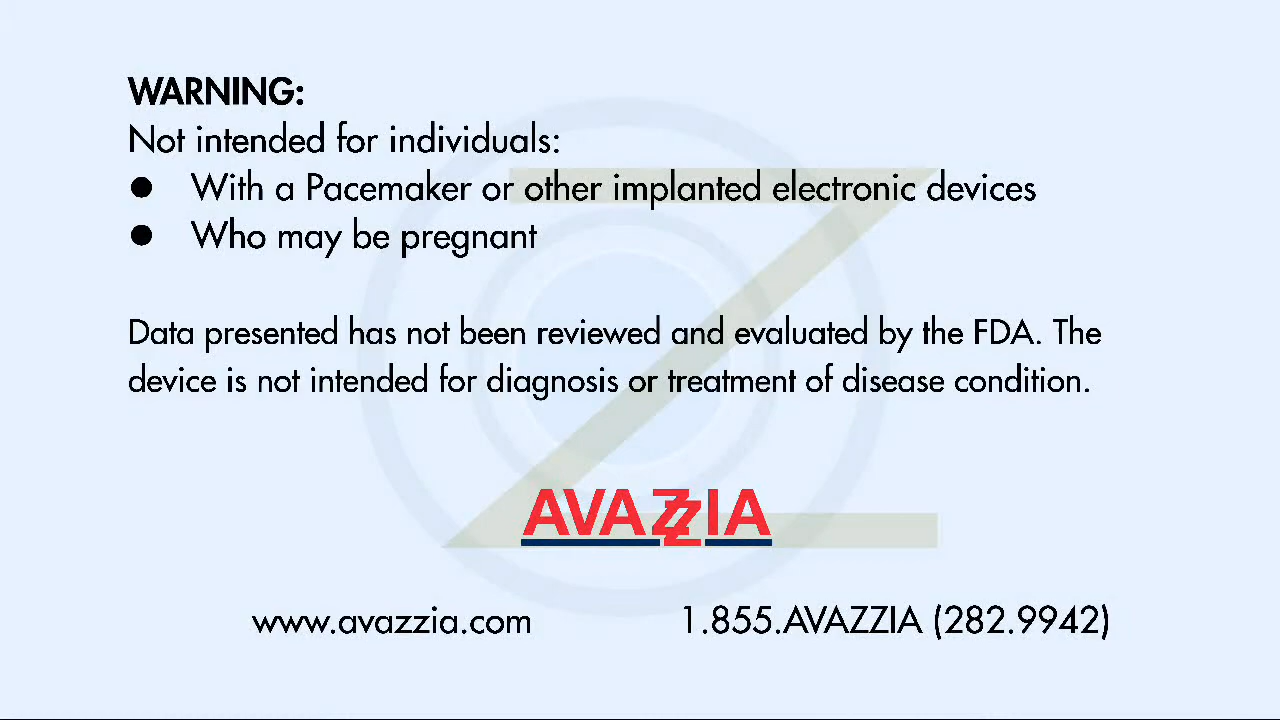 WARNING:
Not intended for individuals:
● With a Pacemaker or other implanted electronic devices
● Who may be pregnant
Data presented has not been reviewed and evaluated by the FDA. The
device is not intended for diagnosis or treatment of disease condition.
AVAZZIA
www.avazzia.com 1.855.AVAZZIA (282.9942)